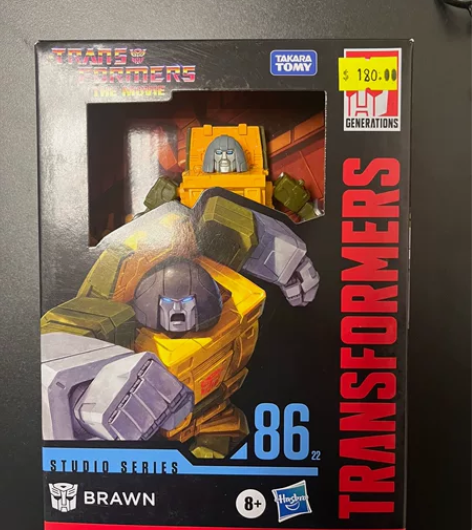 TRANSFORMERS
THE MOVIE
TAKARA
TOMY
$ 180.00
GENERATIONS
TRANSFORMERS
86
22
STUDIO SERIES
BRAWN
8+
Hasbro